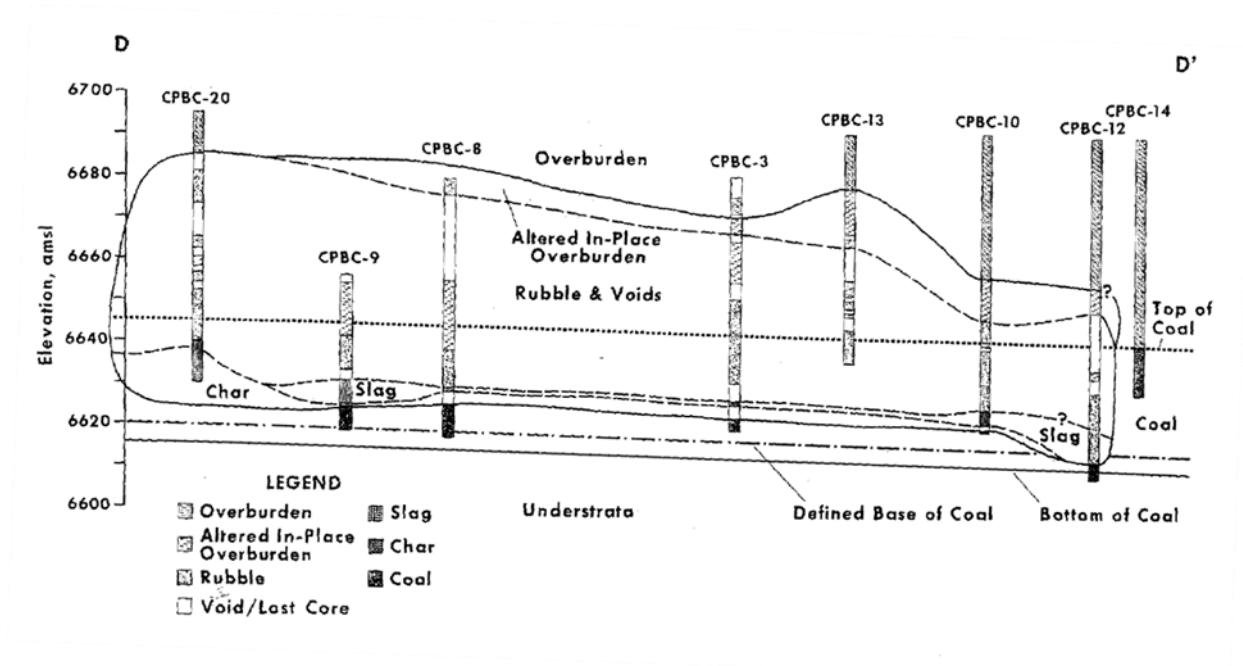 D
D'
6700
6680
6660
6640
6620
6600
Elevation, amsl
CPBC-20
CPBC-9
CPBC-8
CPBC-3
CPBC-13
CPBC-10
CPBC-12
CPBC-14
Overburden
Altered In-Place
Overburden
Rubble & Voids
Top of
Coal
Char
Slag
?
?
Slag
Coal
Understrata
Defined Base of Coal
Bottom of Coal
LEGEND
Overburden
Altered In-Place
Overburden
Rubble
Void/Lost Core
Slag
Char
Coal